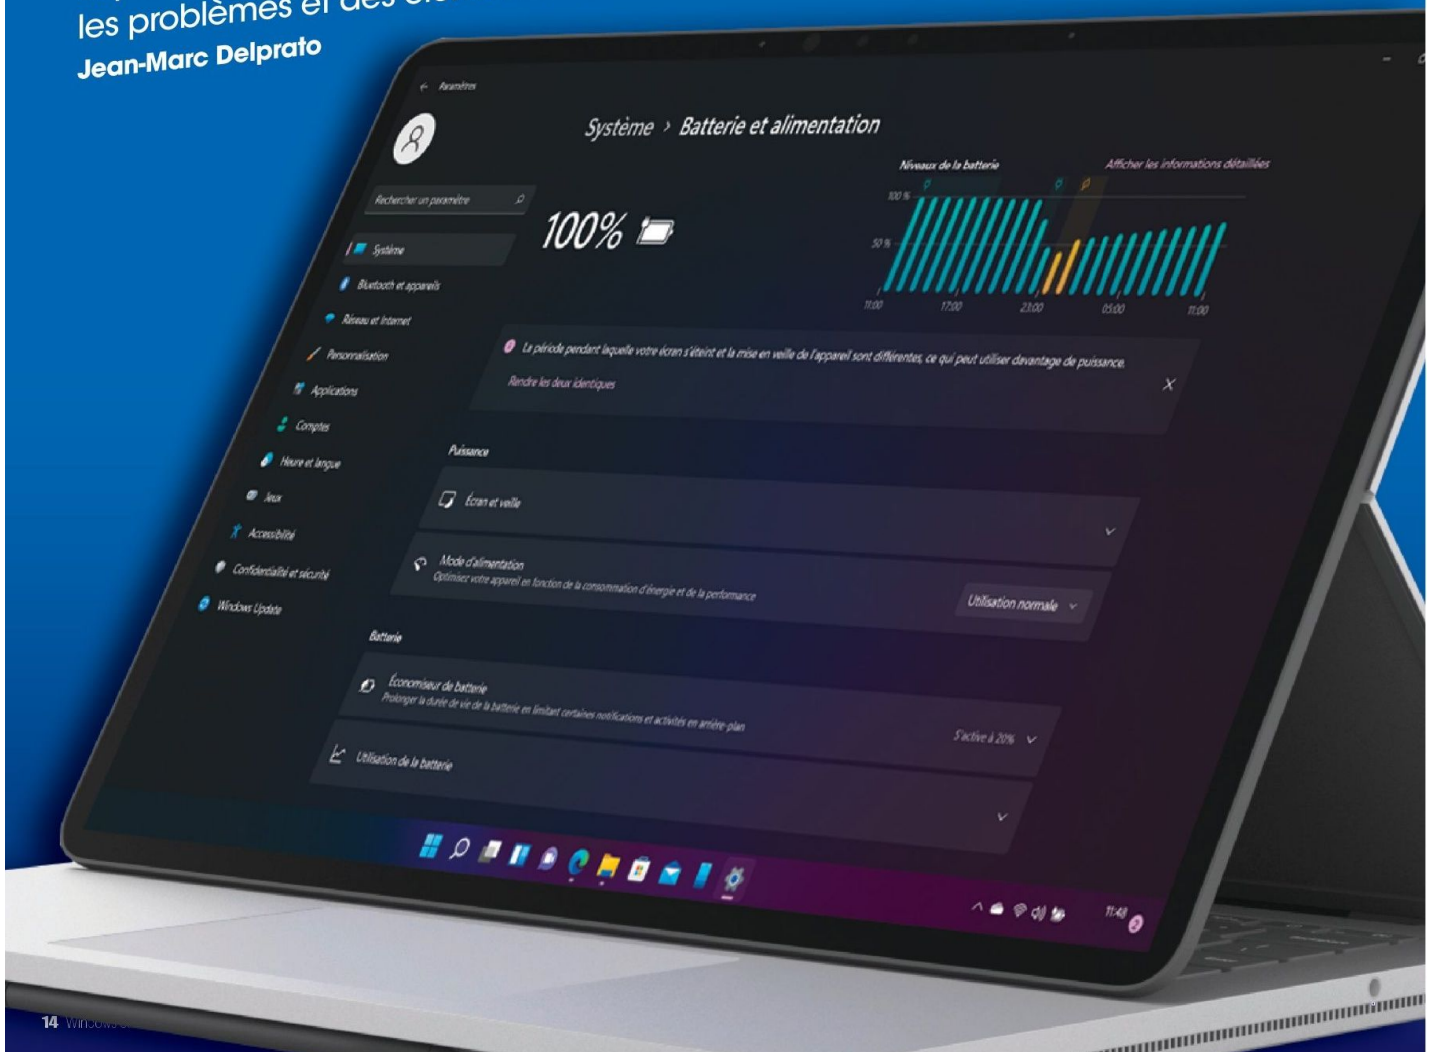 les problèmes et des
Jean-Marc Delprato
Paramètres
Système > Batterie et alimentation
Rechercher un paramètre
100%
Niveaux de la batterie
Afficher les informations détaillées
100 %
50 %
11:00 17:00 23:00 05:00 11:00
Système
Bluetooth et appareils
Réseau et Internet
Personnalisation
Applications
Comptes
Heure et langue
Jeux
Accessibilité
Confidentialité et sécurité
Windows Update
La période pendant laquelle votre écran s'éteint et la mise en veille de l'appareil sont différentes, ce qui peut utiliser davantage de puissance.
Rendre les deux identiques
Puissance
Écran et veille
Mode d'alimentation
Optimisez votre appareil en fonction de la consommation d'énergie et de la performance
Utilisation normale
Batterie
Économiseur de batterie
Prolonger la durée de vie de la batterie en limitant certaines notifications et activités en arrière-plan
S'active à 20%
Utilisation de la batterie
11:48
2
14 Windows